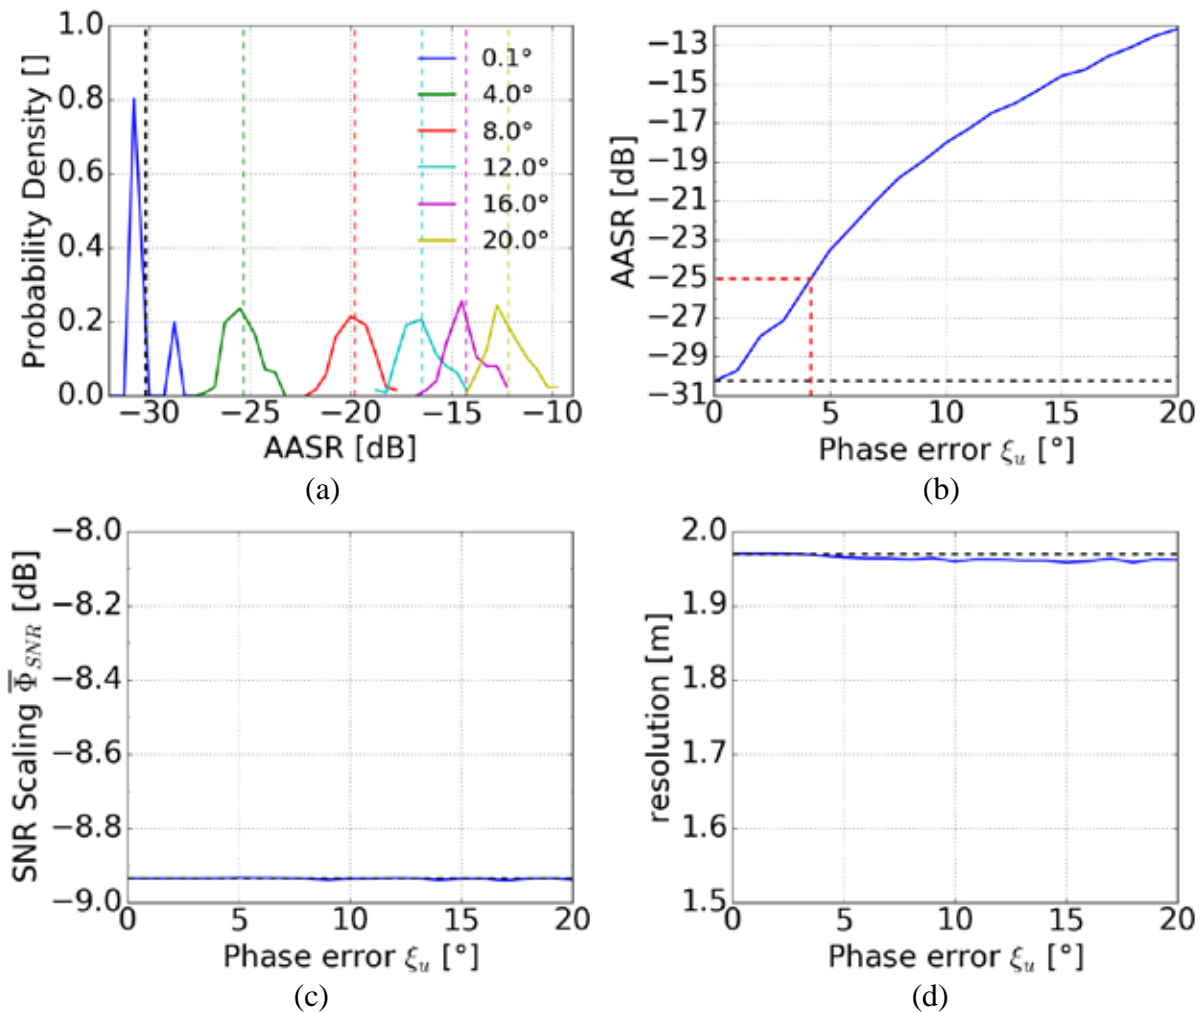 1.0
0.8
0.6
0.4
0.2
0.0
Probability Density []
−30 −25 −20 −15 −10
AASR [dB]
0.1°
4.0°
8.0°
12.0°
16.0°
20.0°
(a)
−13
−15
−17
−19
−21
−23
−25
−27
−29
−31
AASR [dB]
0 5 10 15 20
Phase error ξu [°]
(b)
−8.0
−8.2
−8.4
−8.6
−8.8
−9.0
SNR Scaling Φ̅SNR [dB]
0 5 10 15 20
Phase error ξu [°]
(c)
2.0
1.9
1.8
1.7
1.6
1.5
resolution [m]
0 5 10 15 20
Phase error ξu [°]
(d)